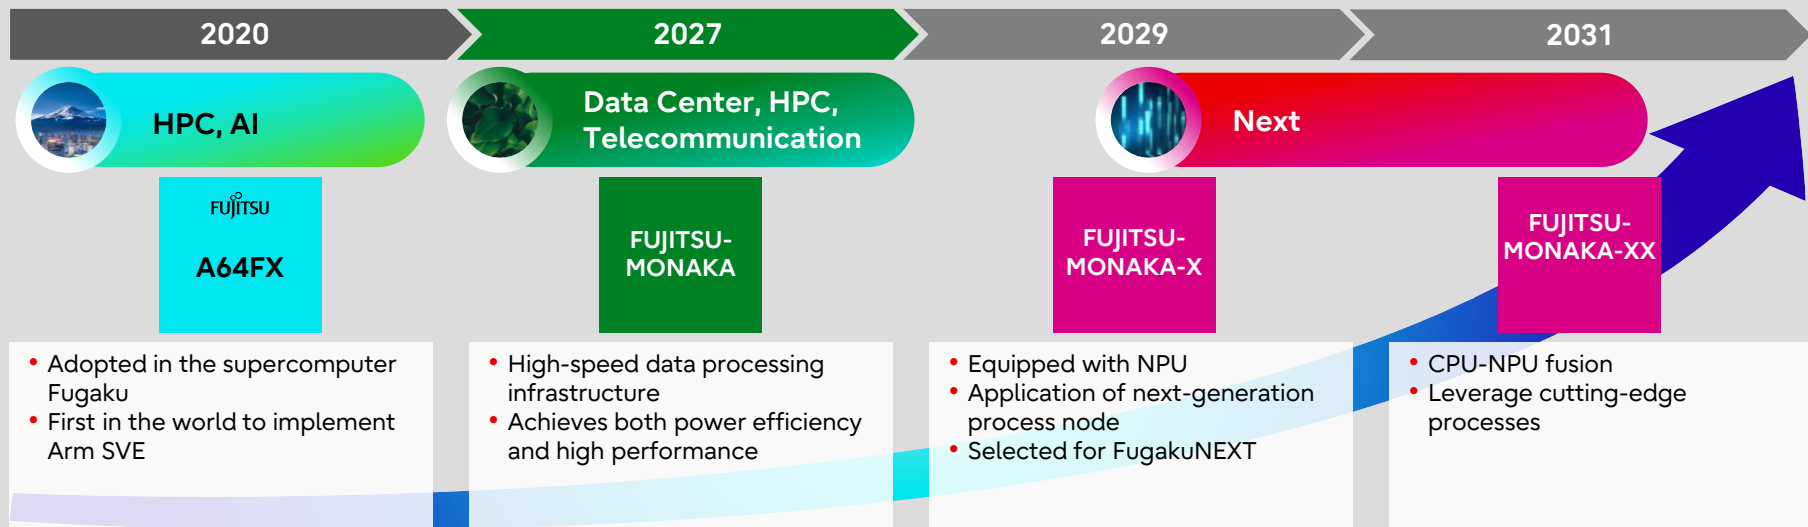 2020
2027
2029
2031
HPC, AI
Data Center, HPC,
Telecommunication
Next
FUJITSU
A64FX
FUJITSU-
MONAKA
FUJITSU-
MONAKA-X
FUJITSU-
MONAKA-XX
• Adopted in the supercomputer
Fugaku
• First in the world to implement
Arm SVE
• High-speed data processing
infrastructure
• Achieves both power efficiency
and high performance
• Equipped with NPU
• Application of next-generation
process node
• Selected for FugakuNEXT
• CPU-NPU fusion
• Leverage cutting-edge
processes